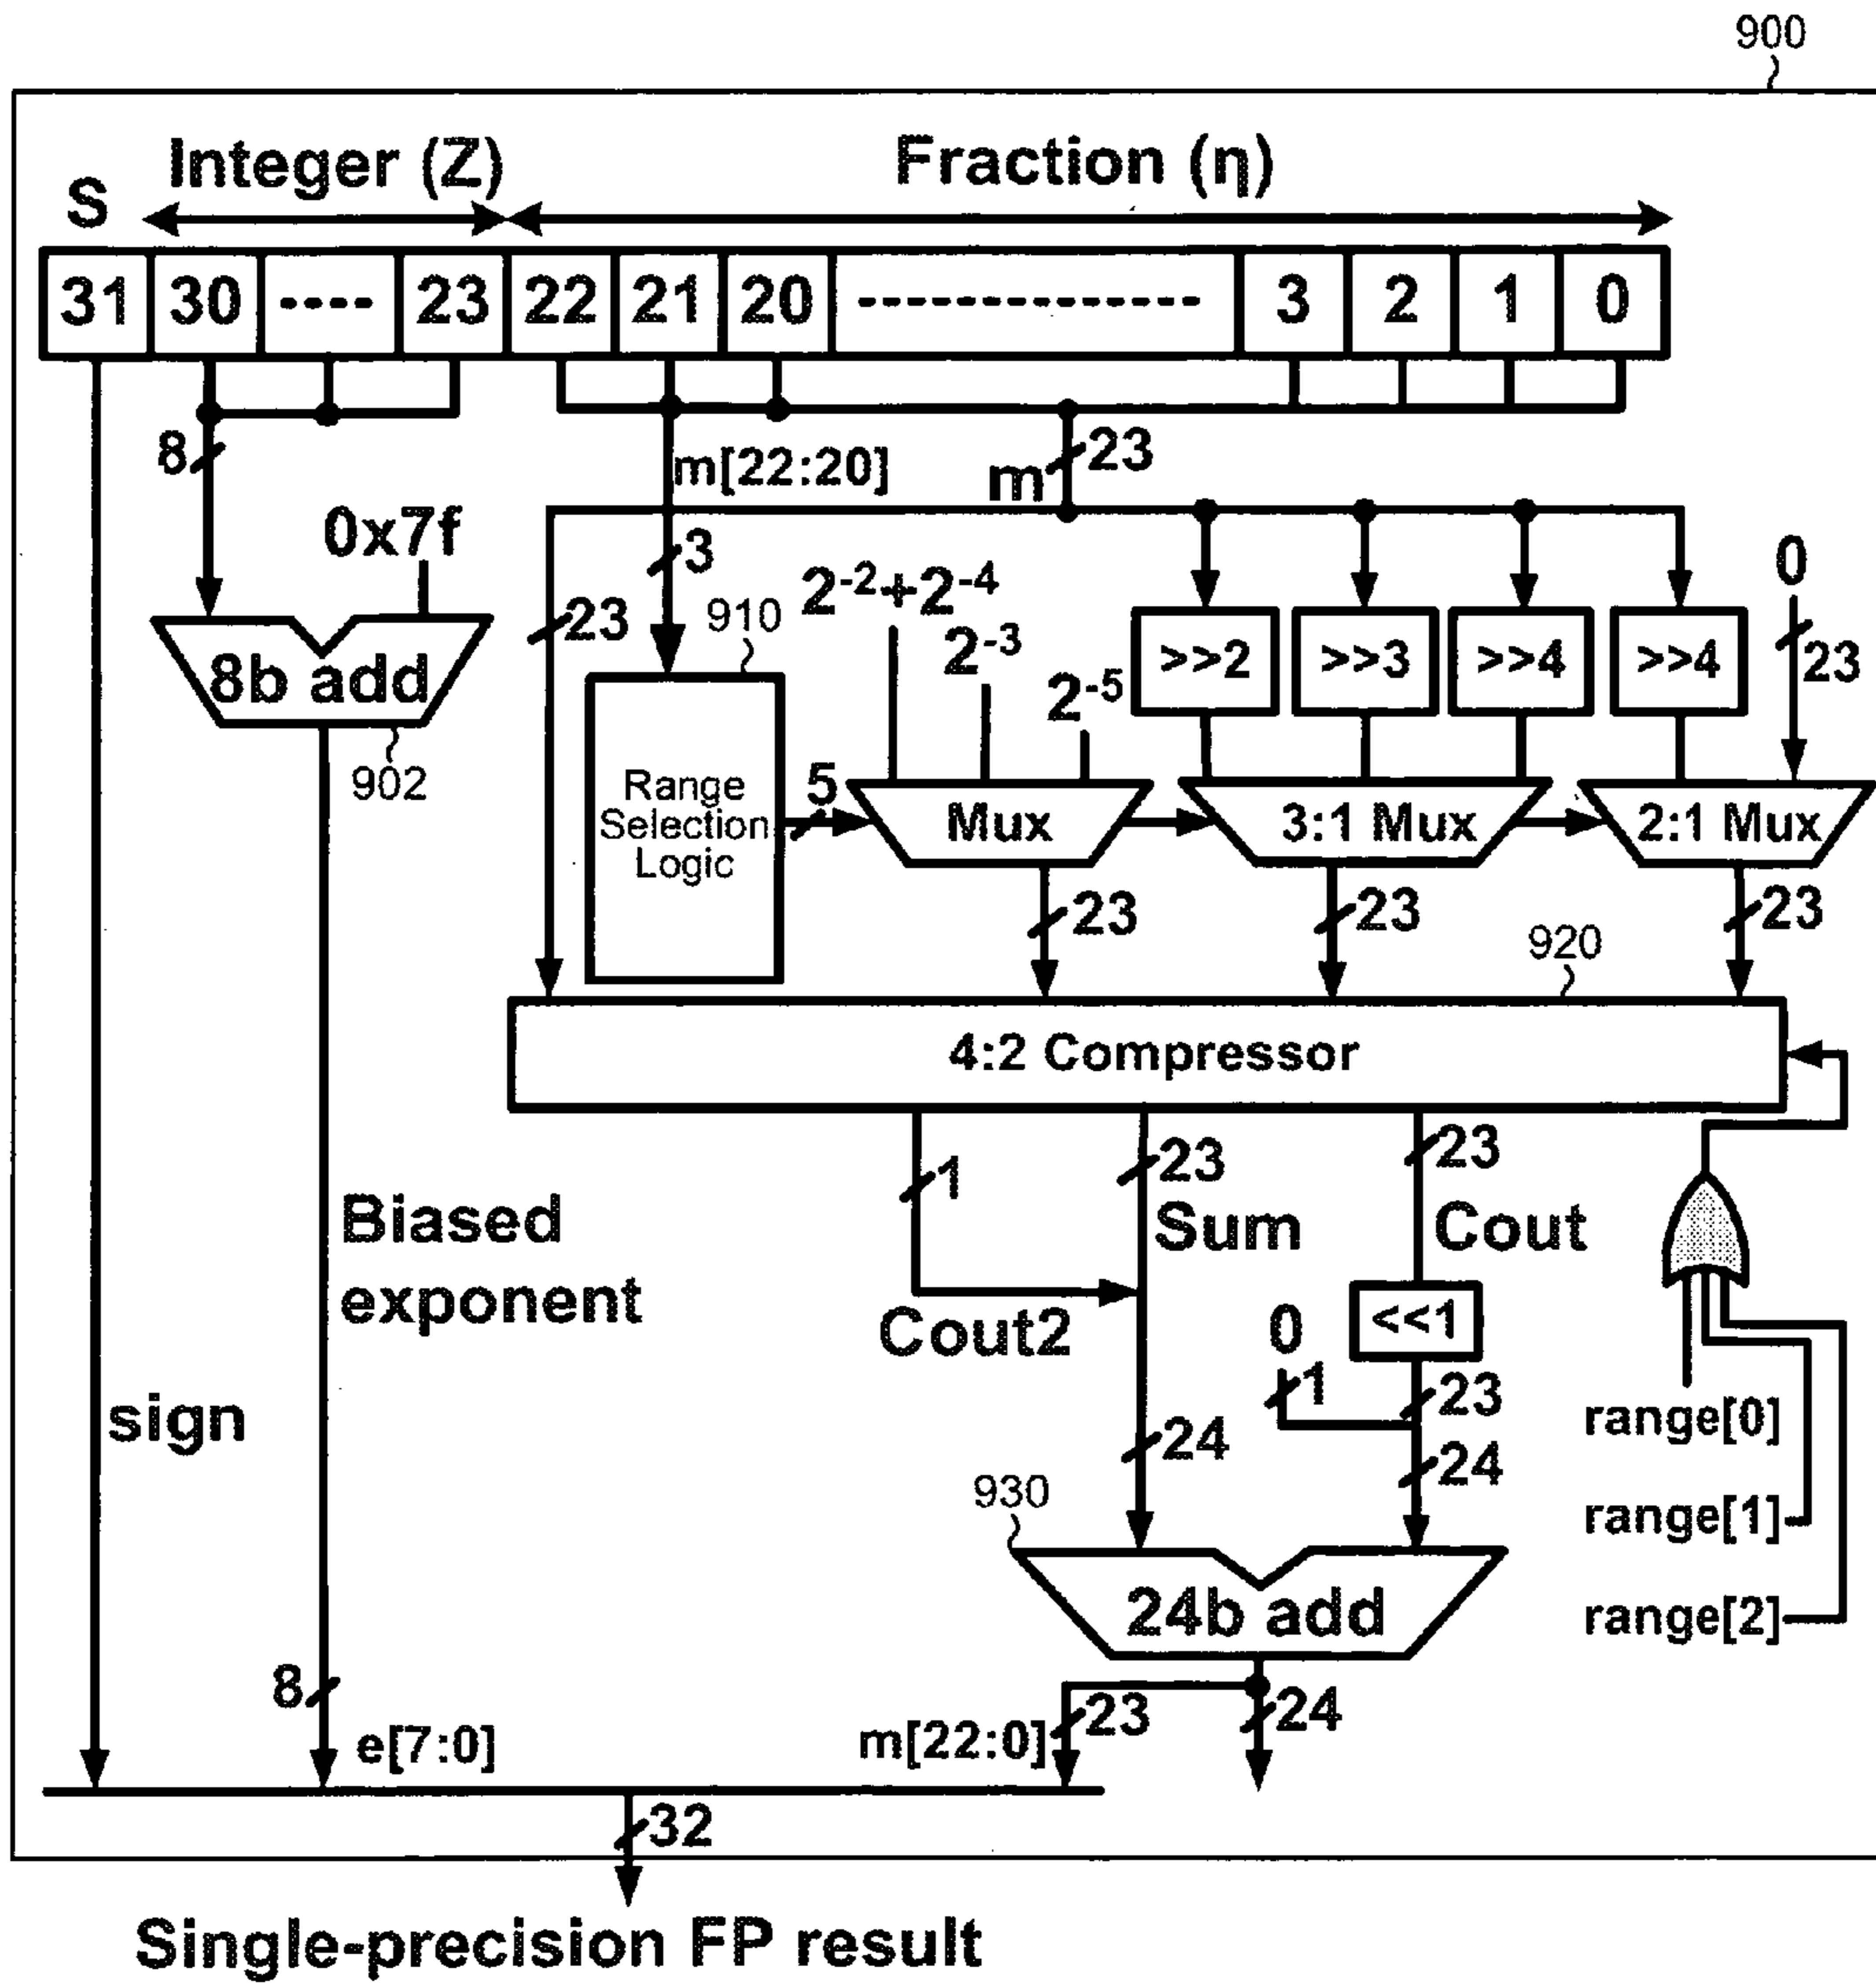 900
Integer (Z)
Fraction (η)
S
31 30 ---- 23 22 21 20 -------------- 3 2 1 0
8
m[22:20]
m
23
0x7f
3
23
2-2+2-4
2-3
2-5
0
23
910
>>2
>>3
>>4
>>4
8b add
902
Range
Selection
Logic
5
Mux
3:1 Mux
2:1 Mux
23
23
23
920
4:2 Compressor
1
23
23
Biased
exponent
Sum
Cout
Cout2
0
<<1
1
23
sign
24
24
range[0]
range[1]
range[2]
930
24b add
8
e[7:0]
m[22:0]
23
24
32
Single-precision FP result